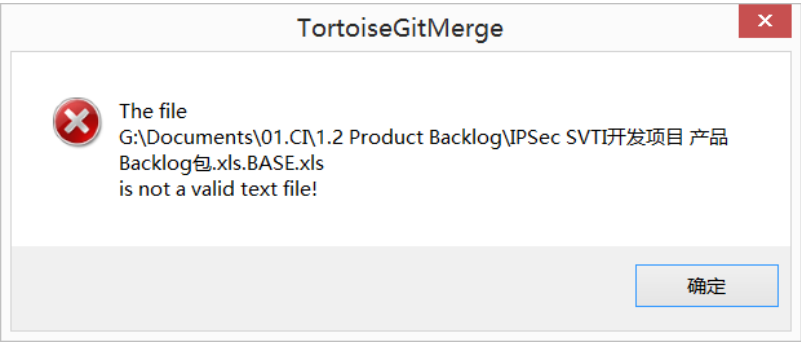 TortoiseGitMerge
The file
G:\Documents\01.CI\1.2 Product Backlog\IPSec SVTI开发项目 产品
Backlog包.xls.BASE.xls
is not a valid text file!
确定